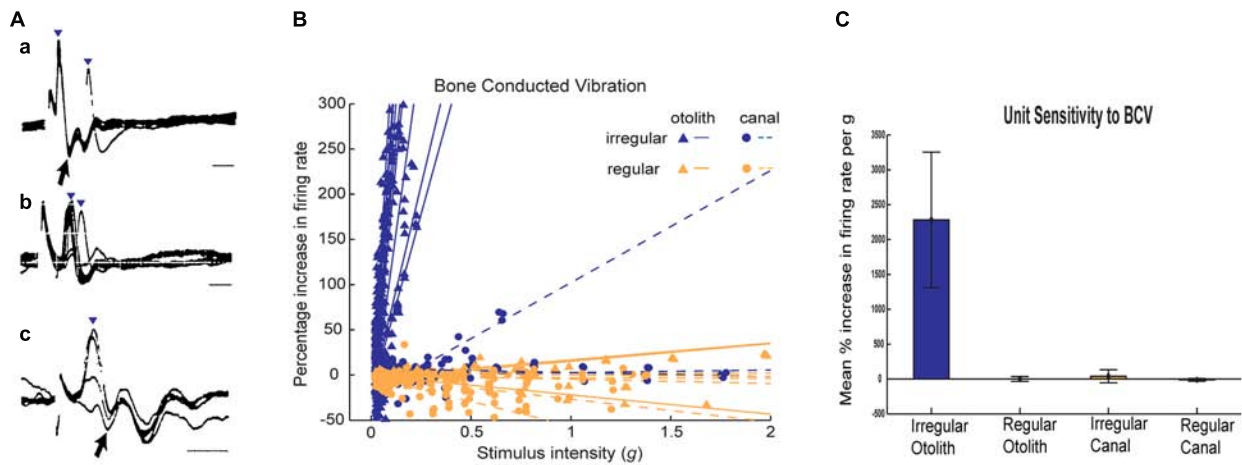 A
a
b
c
B
Bone Conducted Vibration
otolith canal
irregular
regular
Percentage increase in firing rate
300
250
200
150
100
50
0
-50
0 0.5 1 1.5 2
Stimulus intensity (g)
C
Unit Sensitivity to BCV
Mean % increase in firing rate per g
3500
3000
2500
2000
1500
1000
500
0
-500
Irregular Regular Irregular Regular
Otolith Otolith Canal Canal